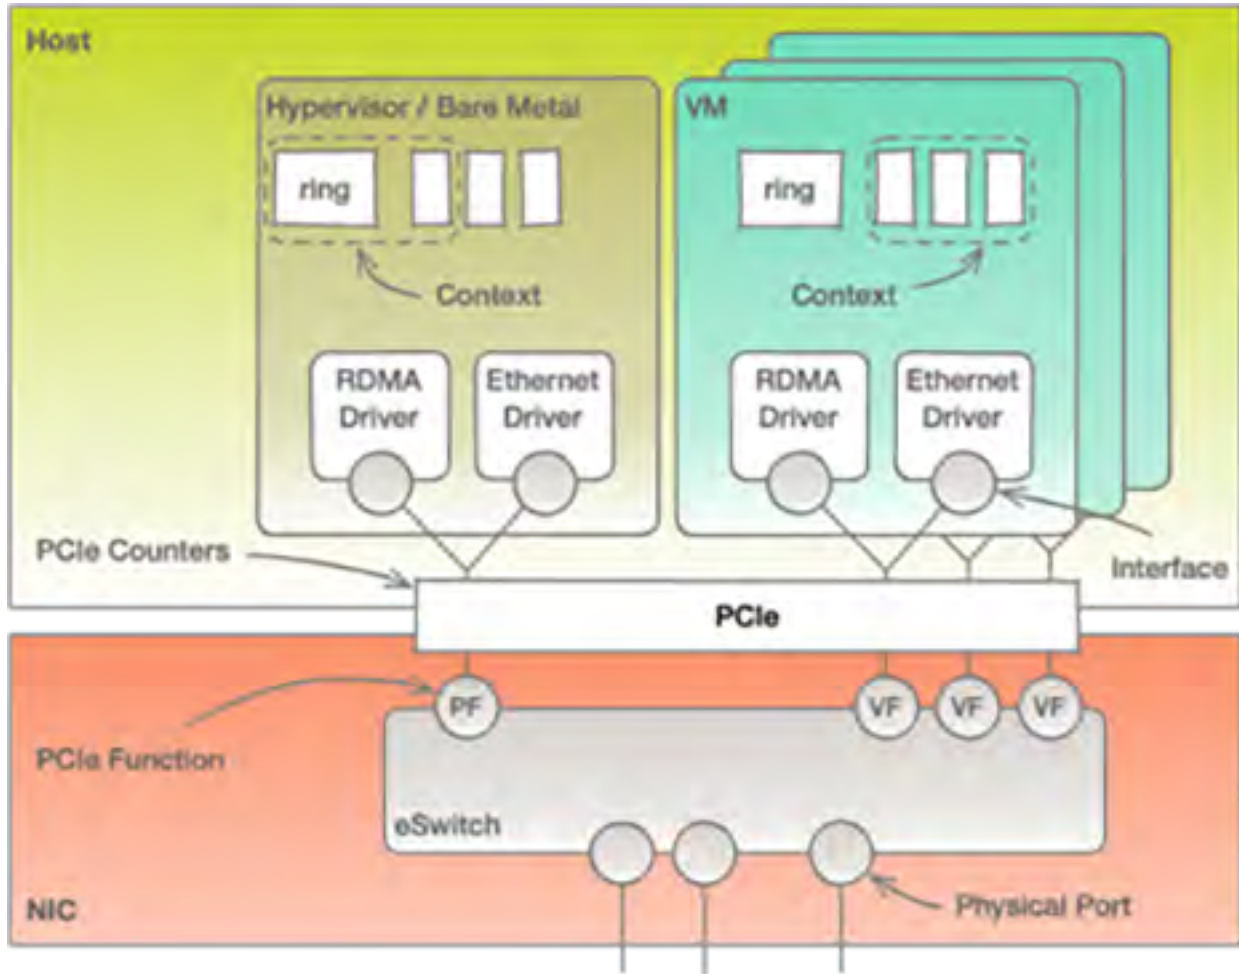 Host
Hypervisor / Bare Metal
VM
ring
ring
Context
Context
RDMA
Driver
Ethernet
Driver
RDMA
Driver
Ethernet
Driver
PCIe Counters
Interface
PCIe
PF
VF
VF
VF
PCIe Function
eSwitch
Physical Port
NIC